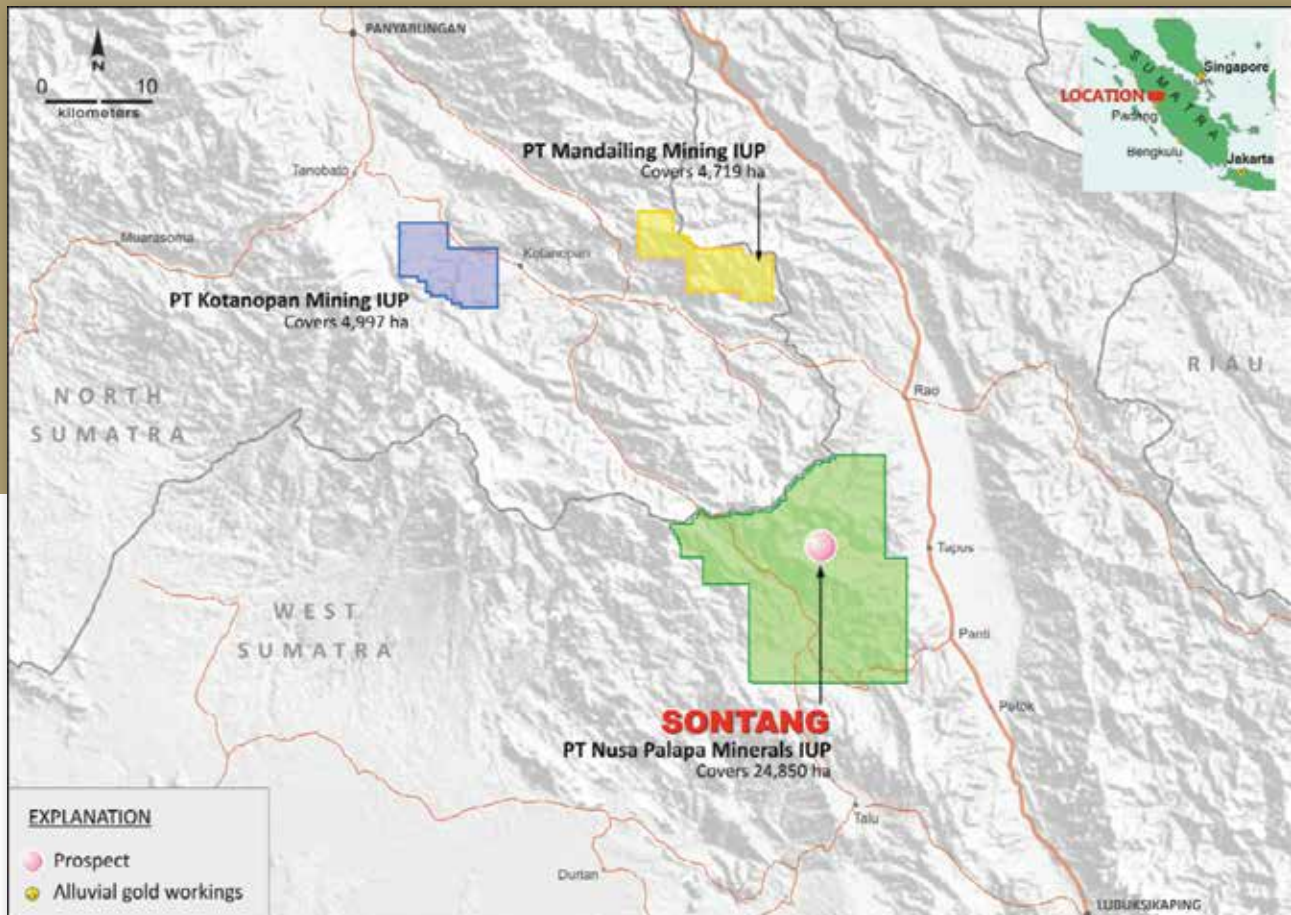 PANYABUNGAN
N
0 10
kilometers
SUMATRA
Singapore
LOCATION
Padang
Bengkulu
Jakarta
PT Mandailing Mining IUP
Covers 4,719 ha
Tanobato
Muarasoma
Kotanopan
PT Kotanopan Mining IUP
Covers 4,997 ha
RIAU
NORTH
SUMATRA
Rao
Tapus
WEST
SUMATRA
Panti
SONTANG
Petok
PT Nusa Palapa Minerals IUP
Covers 24,850 ha
Talu
EXPLANATION
Prospect
Alluvial gold workings
Durian
LUBUKSIKAPING